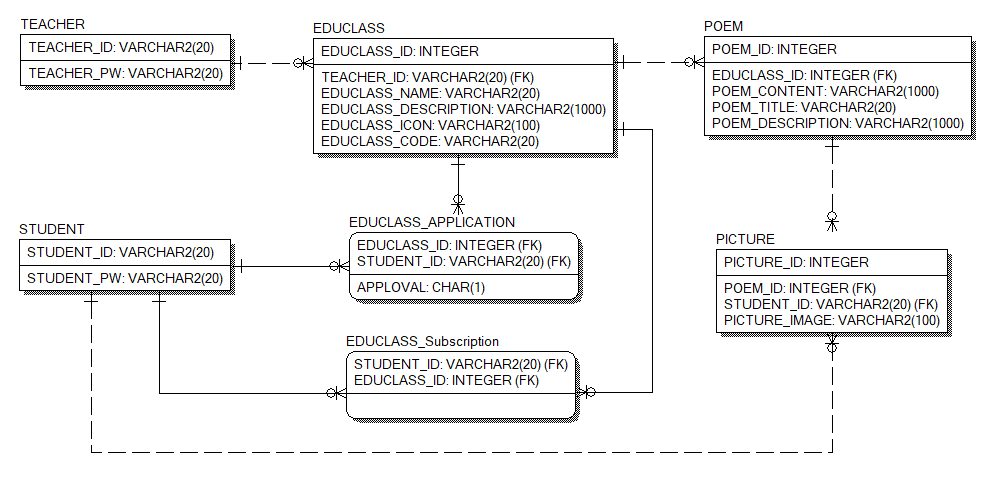 TEACHER
TEACHER_ID: VARCHAR2(20)
TEACHER_PW: VARCHAR2(20)
EDUCLASS
EDUCLASS_ID: INTEGER
TEACHER_ID: VARCHAR2(20) (FK)
EDUCLASS_NAME: VARCHAR2(20)
EDUCLASS_DESCRIPTION: VARCHAR2(1000)
EDUCLASS_ICON: VARCHAR2(100)
EDUCLASS_CODE: VARCHAR2(20)
POEM
POEM_ID: INTEGER
EDUCLASS_ID: INTEGER (FK)
POEM_CONTENT: VARCHAR2(1000)
POEM_TITLE: VARCHAR2(20)
POEM_DESCRIPTION: VARCHAR2(1000)
STUDENT
STUDENT_ID: VARCHAR2(20)
STUDENT_PW: VARCHAR2(20)
EDUCLASS_APPLICATION
EDUCLASS_ID: INTEGER (FK)
STUDENT_ID: VARCHAR2(20) (FK)
APPLOVAL: CHAR(1)
PICTURE
PICTURE_ID: INTEGER
POEM_ID: INTEGER (FK)
STUDENT_ID: VARCHAR2(20) (FK)
PICTURE_IMAGE: VARCHAR2(100)
EDUCLASS_Subscription
STUDENT_ID: VARCHAR2(20) (FK)
EDUCLASS_ID: INTEGER (FK)